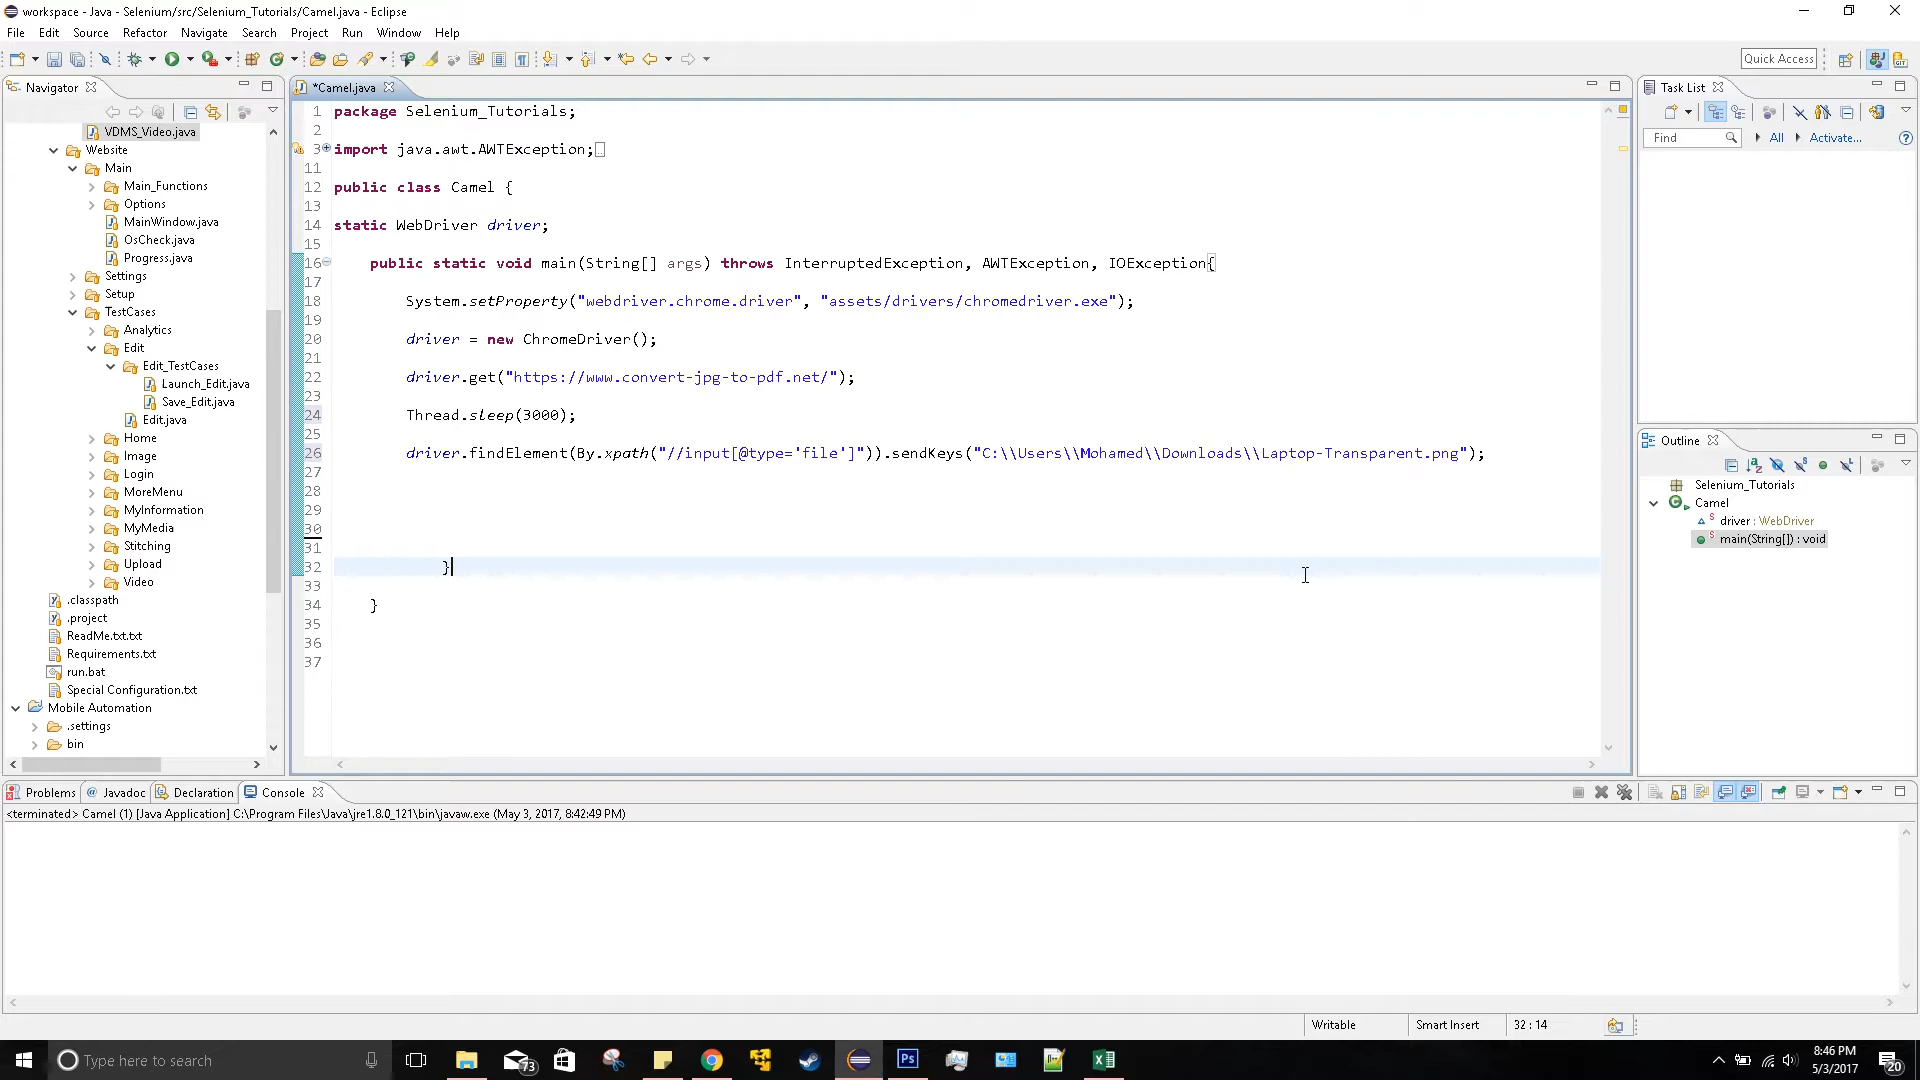 workspace - Java - Selenium/src/Selenium_Tutorials/Camel.java - Eclipse
File Edit Source Refactor Navigate Search Project Run Window Help
Quick Access
Navigator
VDMS_Video.java
Website
Main
Main_Functions
Options
MainWindow.java
OsCheck.java
Progress.java
Settings
Setup
TestCases
Analytics
Edit
Edit_TestCases
Launch_Edit.java
Save_Edit.java
Edit.java
Home
Image
Login
MoreMenu
MyInformation
MyMedia
Stitching
Upload
Video
.classpath
.project
ReadMe.txt.txt
Requirements.txt
run.bat
Special Configuration.txt
Mobile Automation
.settings
bin
*Camel.java
1 package Selenium_Tutorials;
2
3 import java.awt.AWTException;
11
12 public class Camel {
13
14 static WebDriver driver;
15
16 public static void main(String[] args) throws InterruptedException, AWTException, IOException{
17
18 System.setProperty("webdriver.chrome.driver", "assets/drivers/chromedriver.exe");
19
20 driver = new ChromeDriver();
21
22 driver.get("https://www.convert-jpg-to-pdf.net/");
23
24 Thread.sleep(3000);
25
26 driver.findElement(By.xpath("//input[@type='file']")).sendKeys("C:\\Users\\Mohamed\\Downloads\\Laptop-Transparent.png");
27
28
29
30
31
32 }
33
34 }
35
36
37
Task List
Find All Activate...
Outline
Selenium_Tutorials
Camel
driver : WebDriver
main(String[]) : void
Problems Javadoc Declaration Console
<terminated> Camel (1) [Java Application] C:\Program Files\Java\jre1.8.0_121\bin\javaw.exe (May 3, 2017, 8:42:49 PM)
Writable Smart Insert 32 : 14
Type here to search
73
Ps
8:46 PM
5/3/2017
20